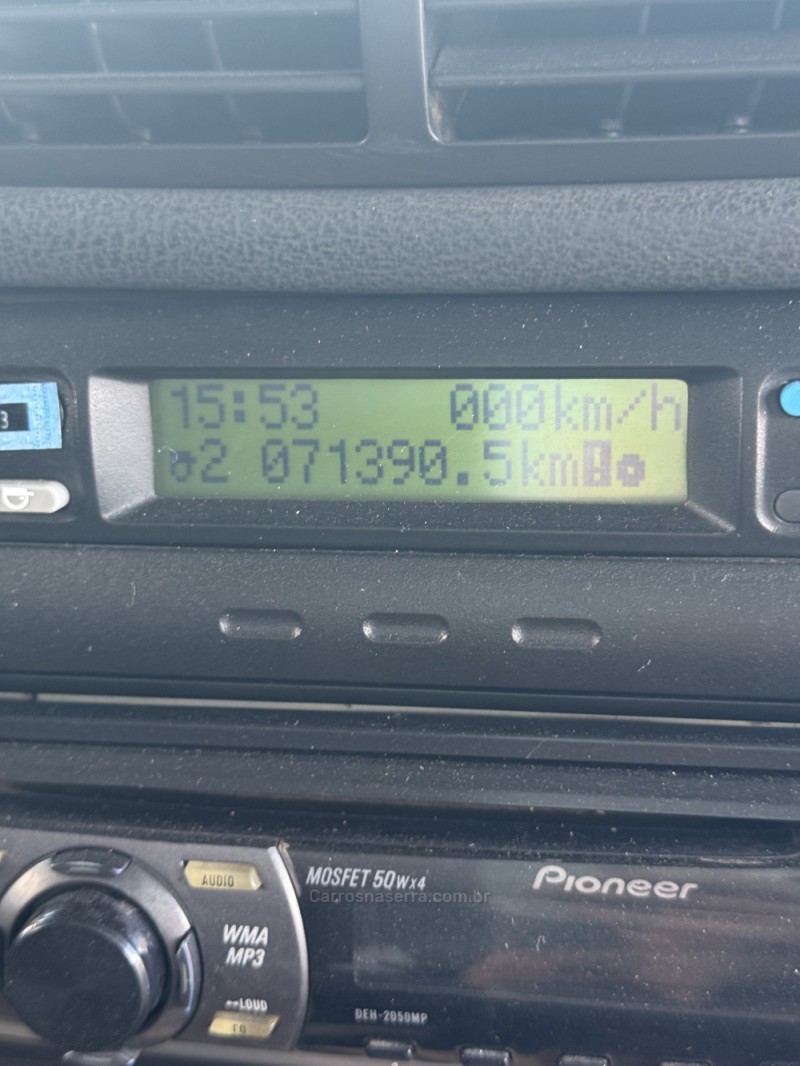 15:53 000km/h
2 071390.5km
3
AUDIO
MOSFET 50Wx4
Pioneer
Carrosnaserra.com.br
WMA
MP3
LOUD
EQ
DEH-2050MP